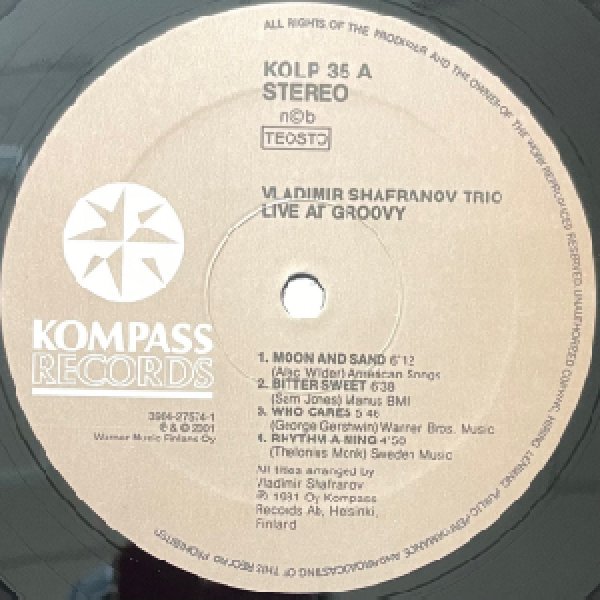 ALL RIGHTS OF THE PRODUCER AND THE OWNER OF THE WORK REPRODUCED RESERVED. UNAUTHORISED COPYING, HIRING, LENDING, PUBLIC PERFORMANCE AND BROADCASTING OF THIS RECORD PROHIBITED
KOLP 35 A
STEREO
n©b
TEOSTO
VLADIMIR SHAFRANOV TRIO
LIVE AT GROOVY
KOMPASS
RECORDS
3984-27574-1
℗ & © 2001
Warner Music Finland Oy
1. MOON AND SAND 6'12
(Alec Wilder) American Songs
2. BITTER SWEET 6'38
(Sam Jones) Manus BMI
3. WHO CARES 5'46
(George Gershwin) Warner Bros. Music
4. RHYTHM-A-NING 4'50
(Thelonies Monk) Sweden Music
All titles arranged by
Vladimir Shafranov
℗ 1981 Oy Kompass
Records Ab, Helsinki,
Finland